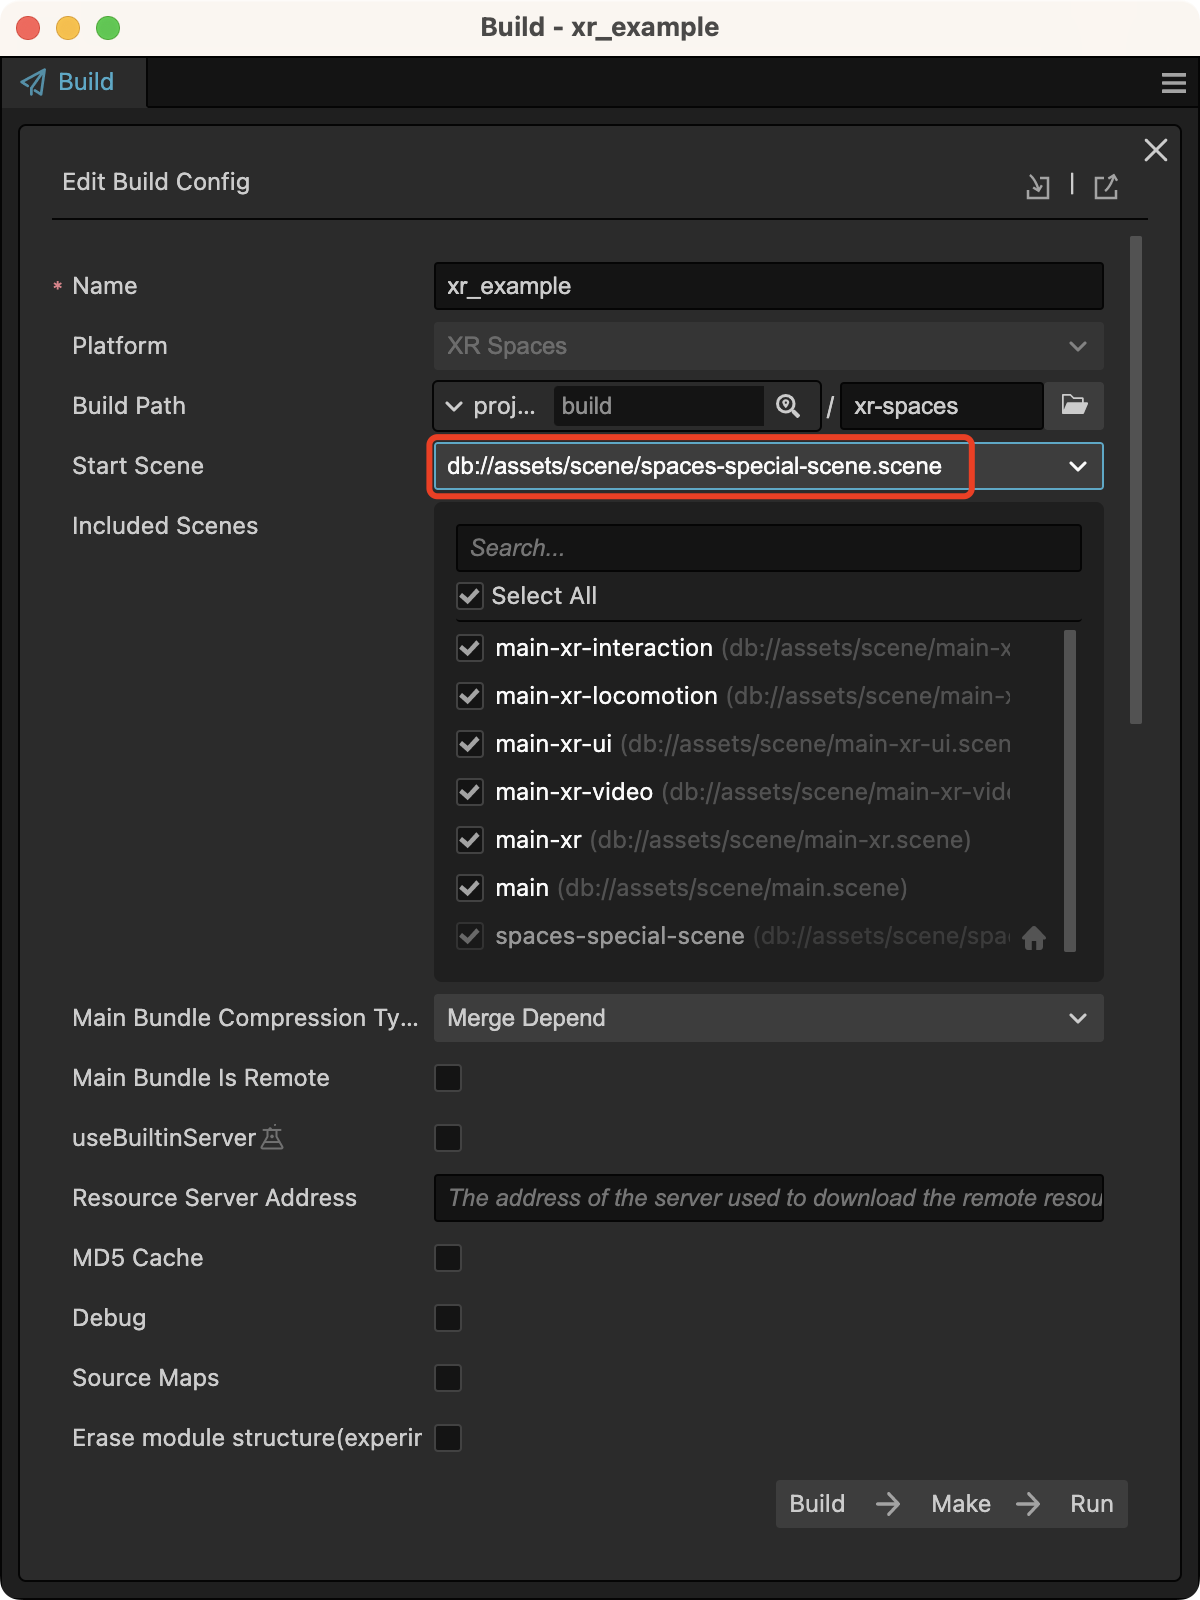 Build - xr_example
Build
Edit Build Config
* Name xr_example
Platform XR Spaces
Build Path proj... build / xr-spaces
Start Scene db://assets/scene/spaces-special-scene.scene
Included Scenes
Search...
Select All
main-xr-interaction (db://assets/scene/main-x
main-xr-locomotion (db://assets/scene/main-x
main-xr-ui (db://assets/scene/main-xr-ui.scen
main-xr-video (db://assets/scene/main-xr-vide
main-xr (db://assets/scene/main-xr.scene)
main (db://assets/scene/main.scene)
spaces-special-scene (db://assets/scene/spac
Main Bundle Compression Ty... Merge Depend
Main Bundle Is Remote
useBuiltinServer
Resource Server Address The address of the server used to download the remote resou
MD5 Cache
Debug
Source Maps
Erase module structure(experir
Build → Make → Run